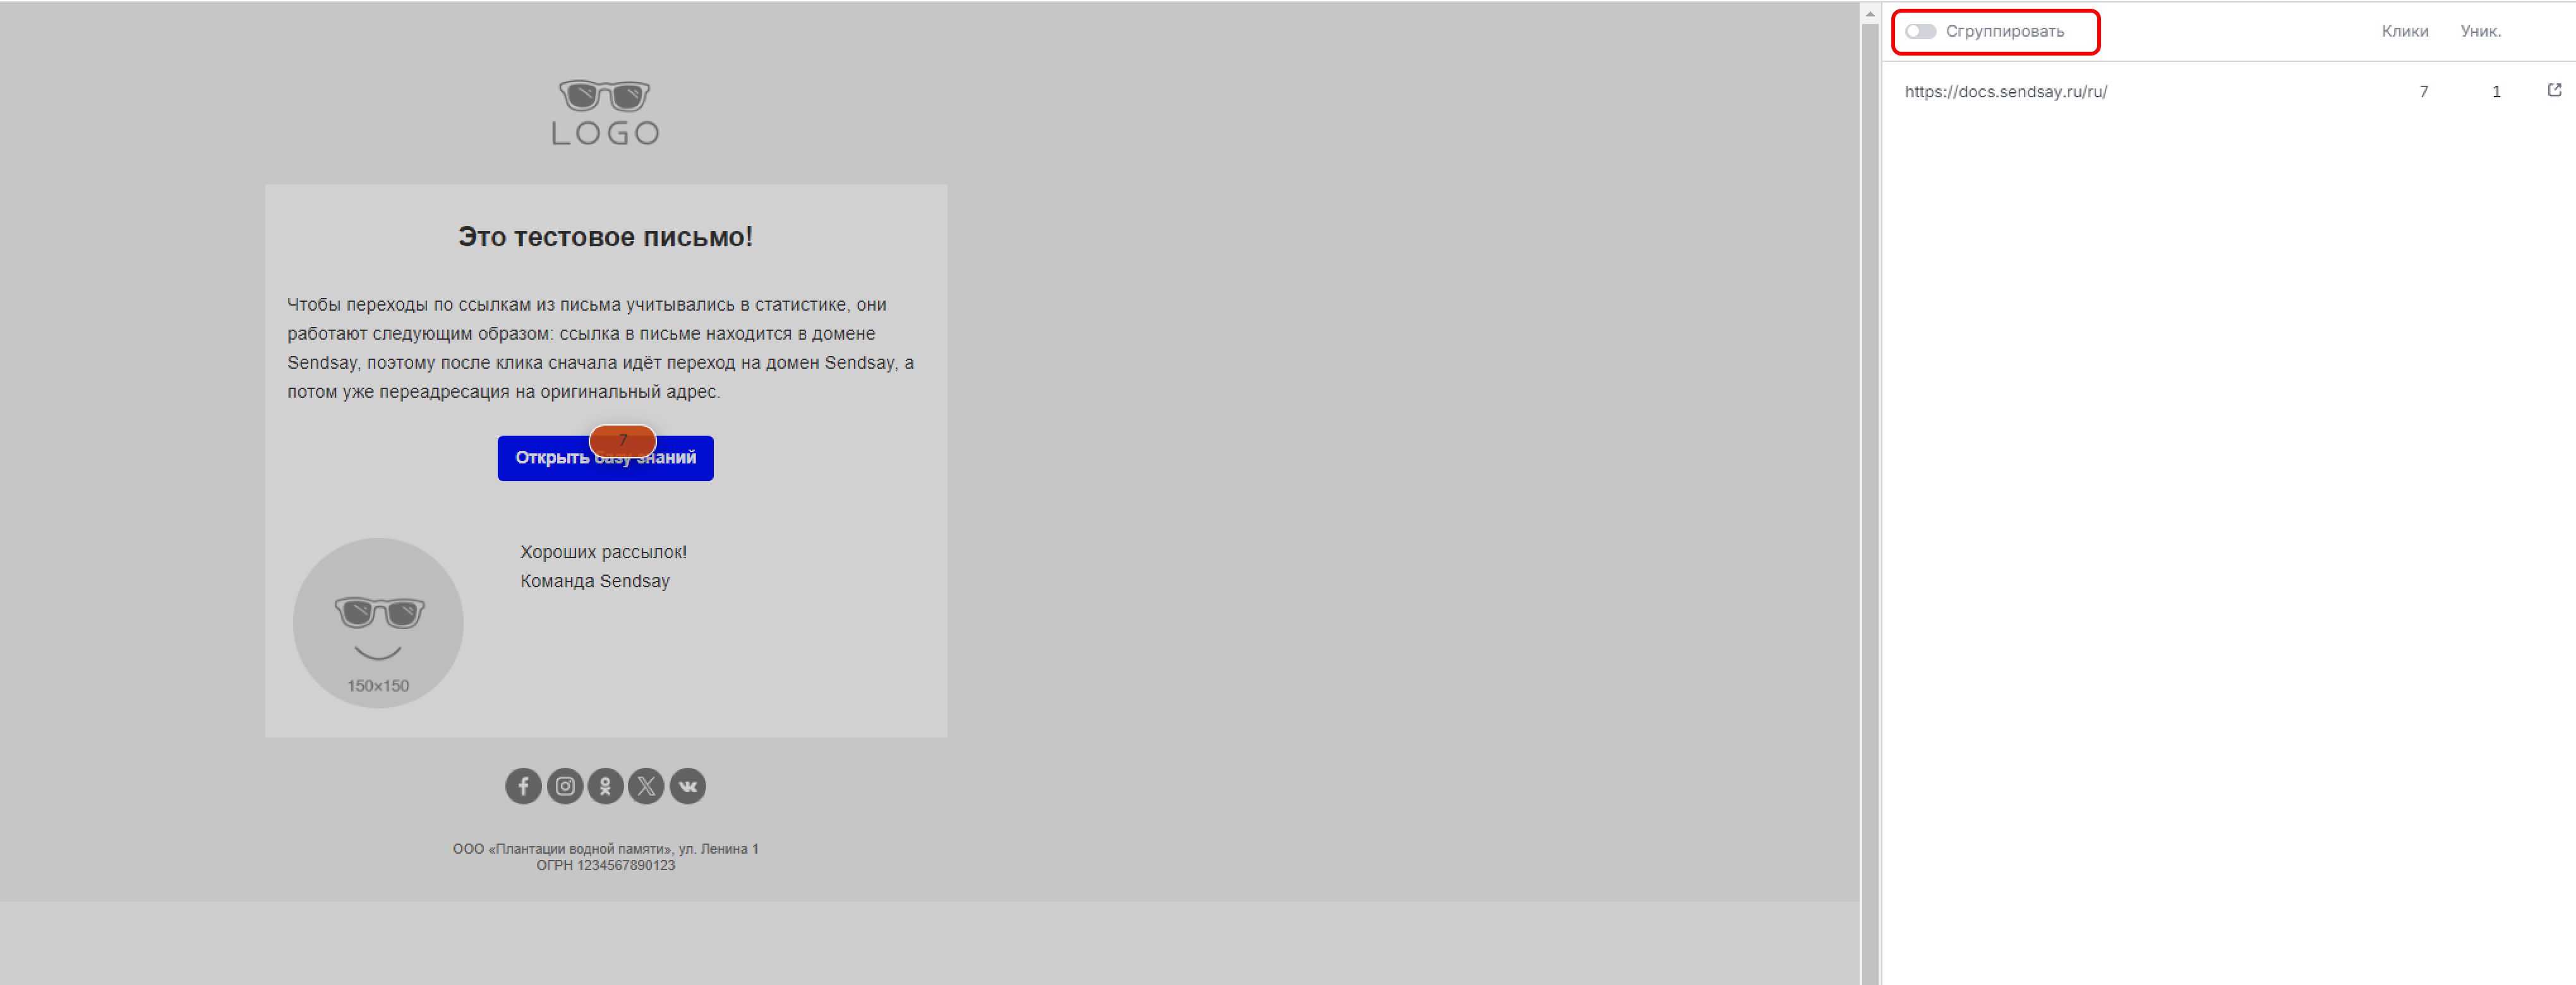 LOGO
Это тестовое письмо!
Чтобы переходы по ссылкам из письма учитывались в статистике, они
работают следующим образом: ссылка в письме находится в домене
Sendsay, поэтому после клика сначала идёт переход на домен Sendsay, а
потом уже переадресация на оригинальный адрес.
7
Открыть базу знаний
Хороших рассылок!
Команда Sendsay
150×150
ООО «Плантации водной памяти», ул. Ленина 1
ОГРН 1234567890123
Сгруппировать Клики Уник.
https://docs.sendsay.ru/ru/ 7 1